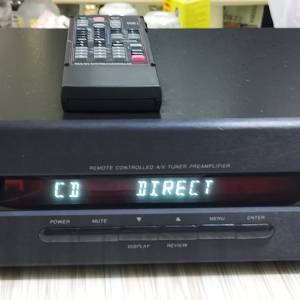 REMOTE CONTROLLED A/V TUNER PREAMPLIFIER
CD DIRECT
POWER MUTE ▼ ▲ MENU ENTER
DISPLAY REVIEW